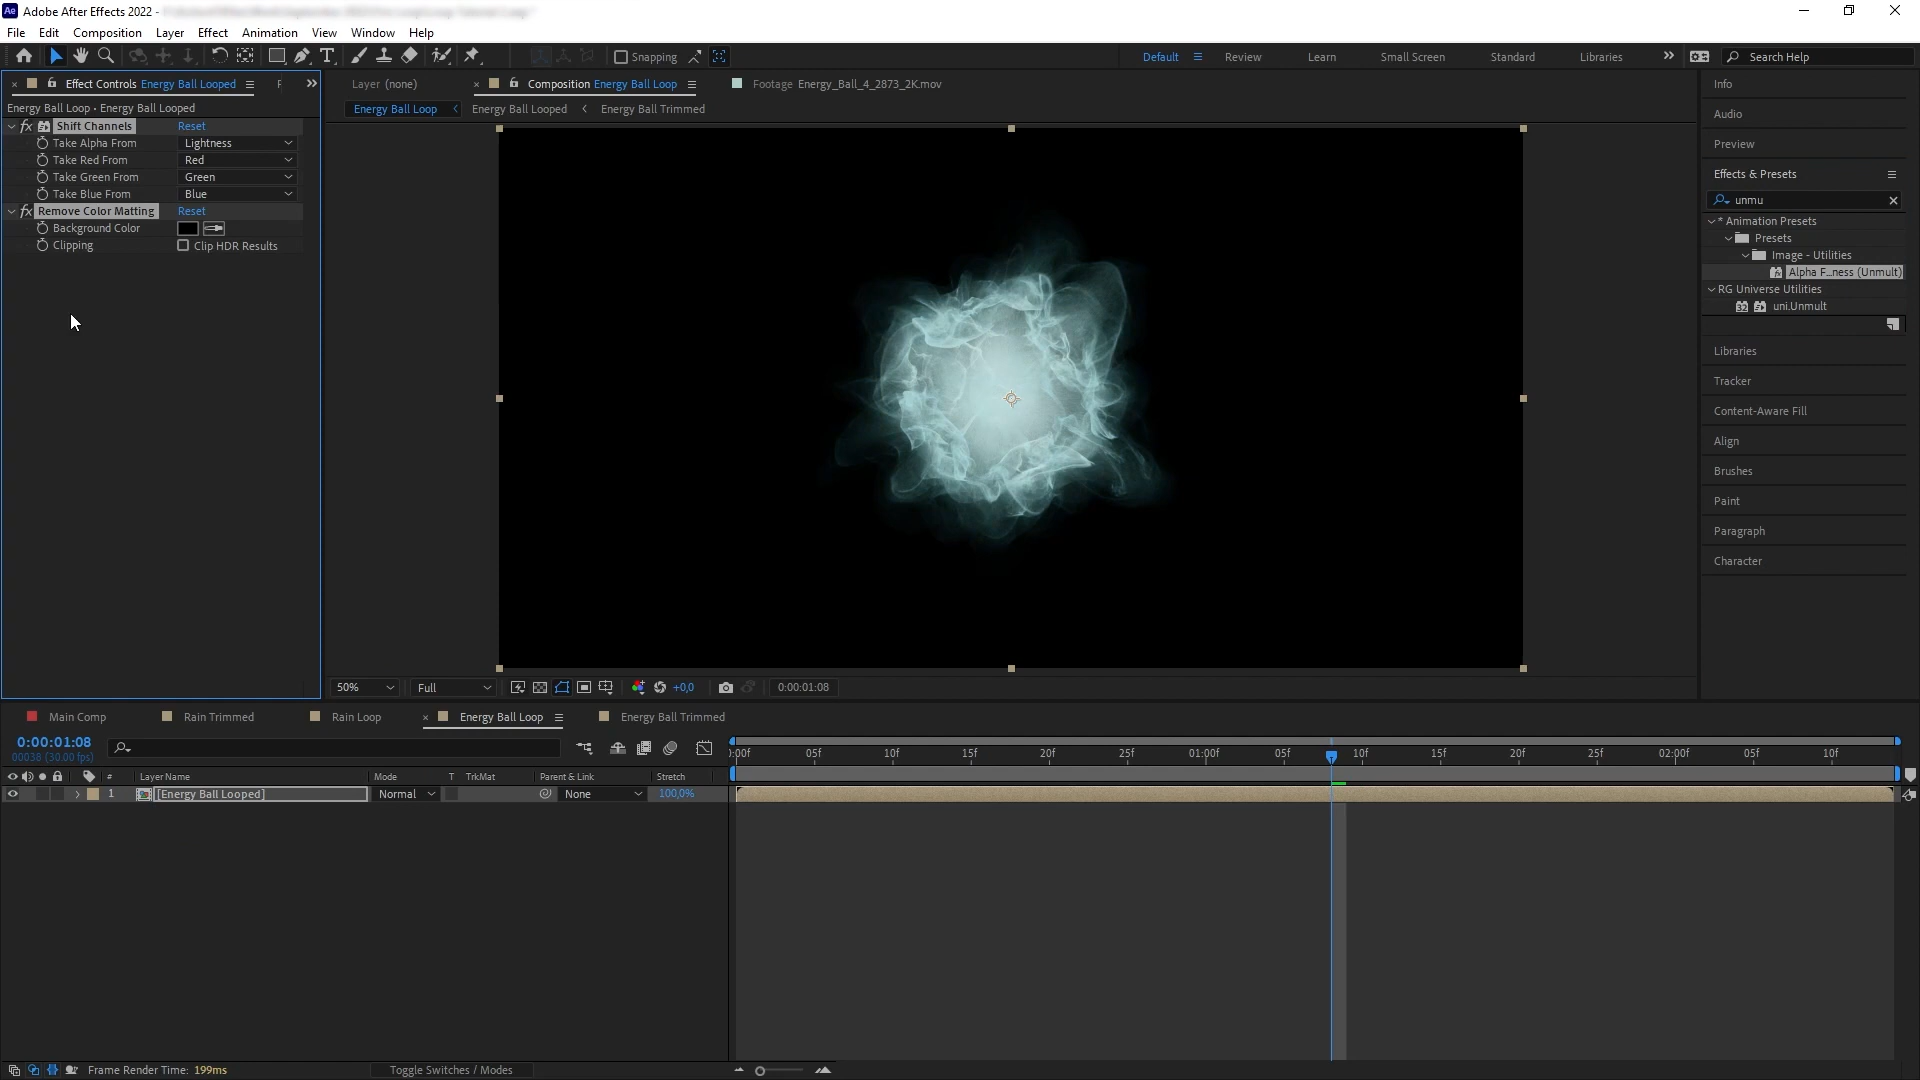 Adobe After Effects 2022 -
File Edit Composition Layer Effect Animation View Window Help
Snapping Default Review Learn Small Screen Standard Libraries Search Help
Effect Controls Energy Ball Looped
Layer (none) Composition Energy Ball Loop Footage Energy_Ball_4_2873_2K.mov
Energy Ball Loop • Energy Ball Looped
Energy Ball Loop Energy Ball Looped Energy Ball Trimmed
fx Shift Channels Reset
Take Alpha From Lightness
Take Red From Red
Take Green From Green
Take Blue From Blue
fx Remove Color Matting Reset
Background Color
Clipping Clip HDR Results
Info
Audio
Preview
Effects & Presets
unmu
* Animation Presets
Presets
Image - Utilities
Alpha F...ness (Unmult)
RG Universe Utilities
32 uni.Unmult
Libraries
Tracker
Content-Aware Fill
Align
Brushes
Paint
Paragraph
Character
50% Full +0,0 0:00:01:08
Main Comp Rain Trimmed Rain Loop Energy Ball Loop Energy Ball Trimmed
0:00:01:08
00038 (30.00 fps)
):00f 05f 10f 15f 20f 25f 01:00f 05f 10f 15f 20f 25f 02:00f 05f 10f
# Layer Name Mode T TrkMat Parent & Link Stretch
1 [Energy Ball Looped] Normal None 100,0%
Frame Render Time: 199ms Toggle Switches / Modes